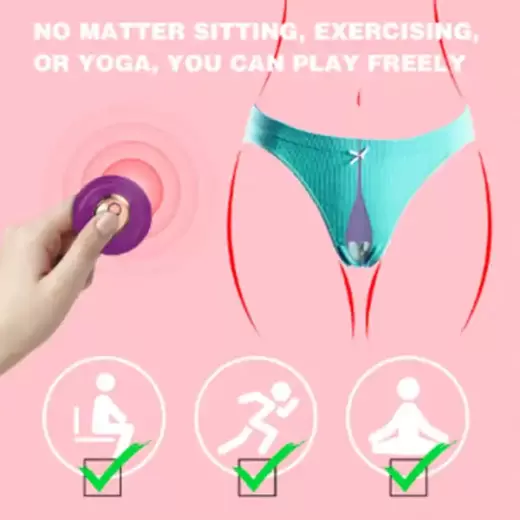 NO MATTER SITTING, EXERCISING,
OR YOGA, YOU CAN PLAY FREELY